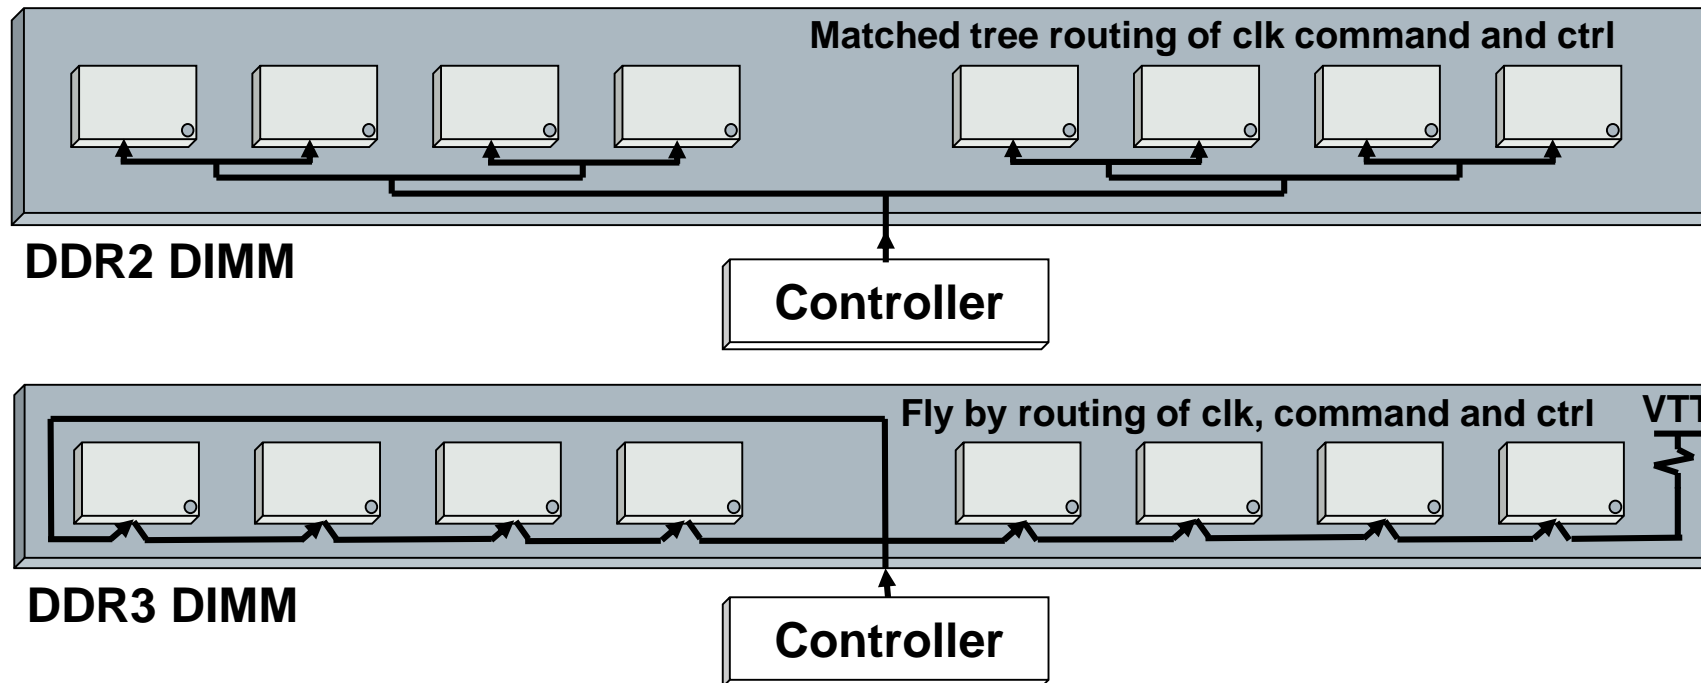 Matched tree routing of clk command and ctrl
DDR2 DIMM
Controller
Fly by routing of clk, command and ctrl
VTT
DDR3 DIMM
Controller